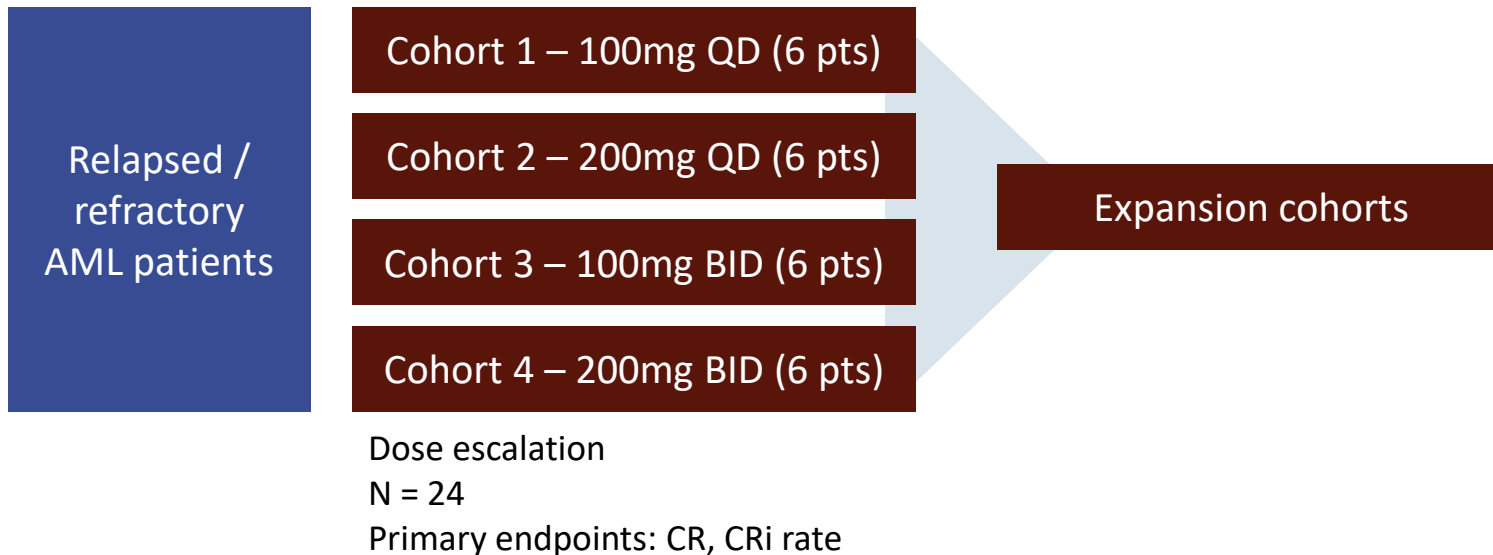 Relapsed /
refractory
AML patients
Cohort 1 – 100mg QD (6 pts)
Cohort 2 – 200mg QD (6 pts)
Cohort 3 – 100mg BID (6 pts)
Cohort 4 – 200mg BID (6 pts)
Expansion cohorts
Dose escalation
N = 24
Primary endpoints: CR, CRi rate